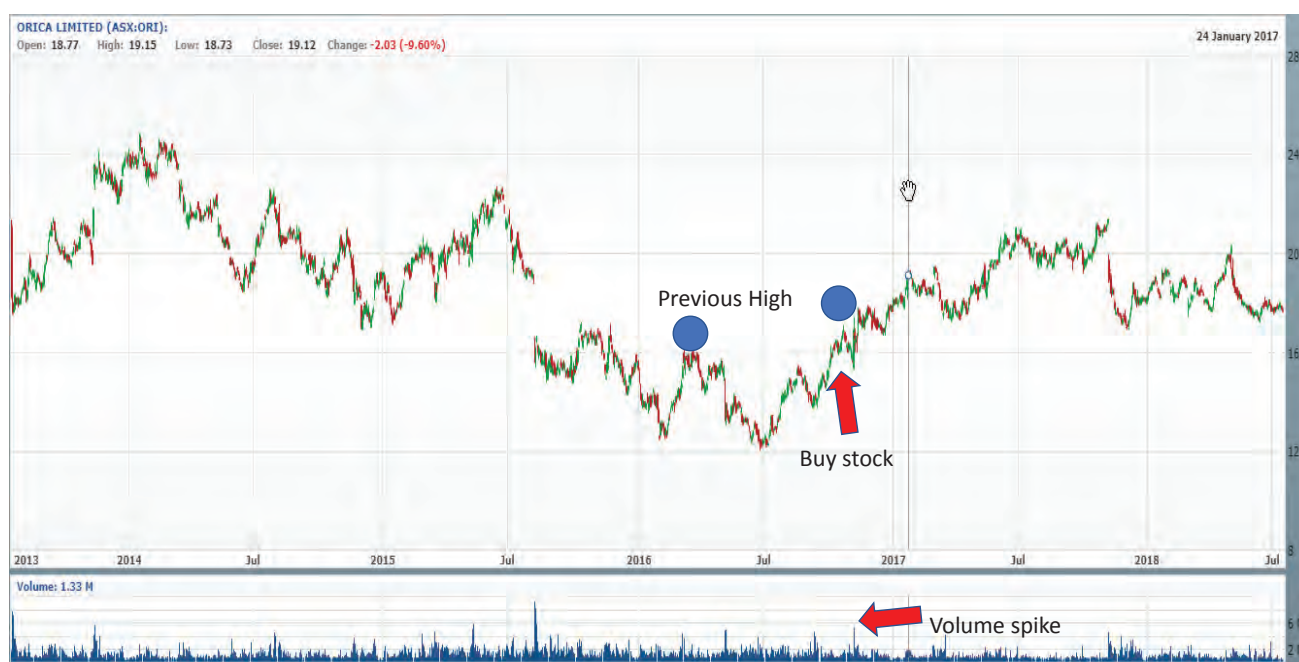 ORICA LIMITED (ASX:ORI):
Open: 18.77 High: 19.15 Low: 18.73 Close: 19.12 Change: -2.03 (-9.60%)
24 January 2017
28
24
20
Previous High
16
Buy stock
12
8
2013 2014 Jul 2015 Jul 2016 Jul 2017 Jul 2018 Jul
Volume: 1.33 M
Volume spike
6
2